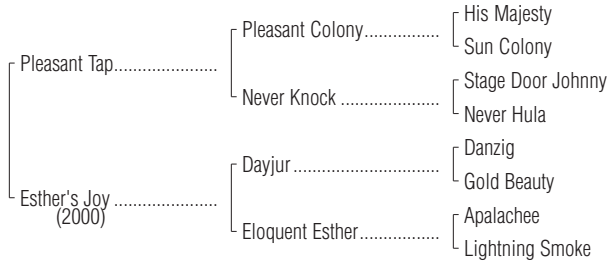 His Majesty
Pleasant Colony..................
Sun Colony
Pleasant Tap.....................
Stage Door Johnny
Never Knock ....................
Never Hula
Danzig
Dayjur .............................
Gold Beauty
Esther's Joy .....................
(2000)
Apalachee
Eloquent Esther................
Lightning Smoke